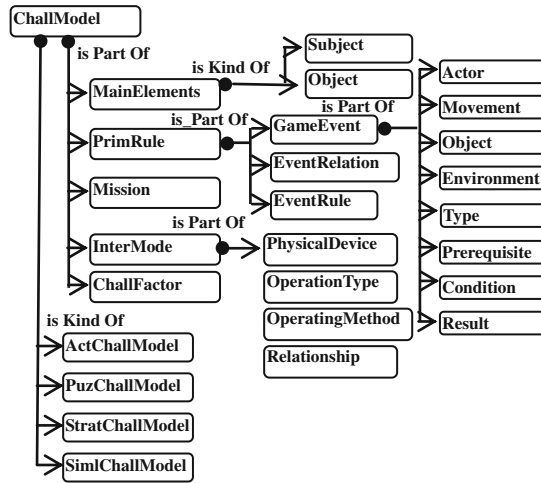 ChallModel
is Part Of
MainElements
is Kind Of
Subject
Object
is_Part Of
PrimRule
GameEvent
EventRelation
EventRule
is Part Of
Actor
Movement
Object
Environment
Type
Prerequisite
Condition
Result
Mission
is Part Of
InterMode
PhysicalDevice
OperationType
OperatingMethod
Relationship
ChallFactor
is Kind Of
ActChallModel
PuzChallModel
StratChallModel
SimlChallModel